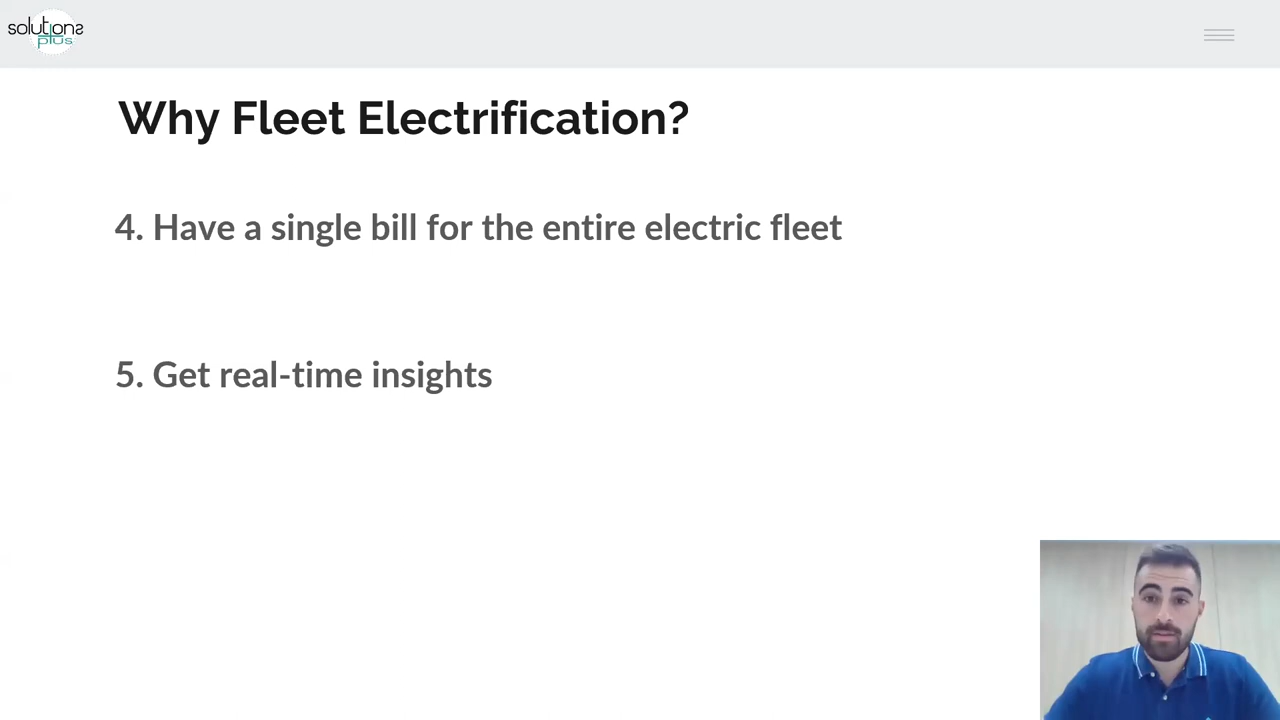 solutions
plus
Why Fleet Electrification?
4. Have a single bill for the entire electric fleet
5. Get real-time insights